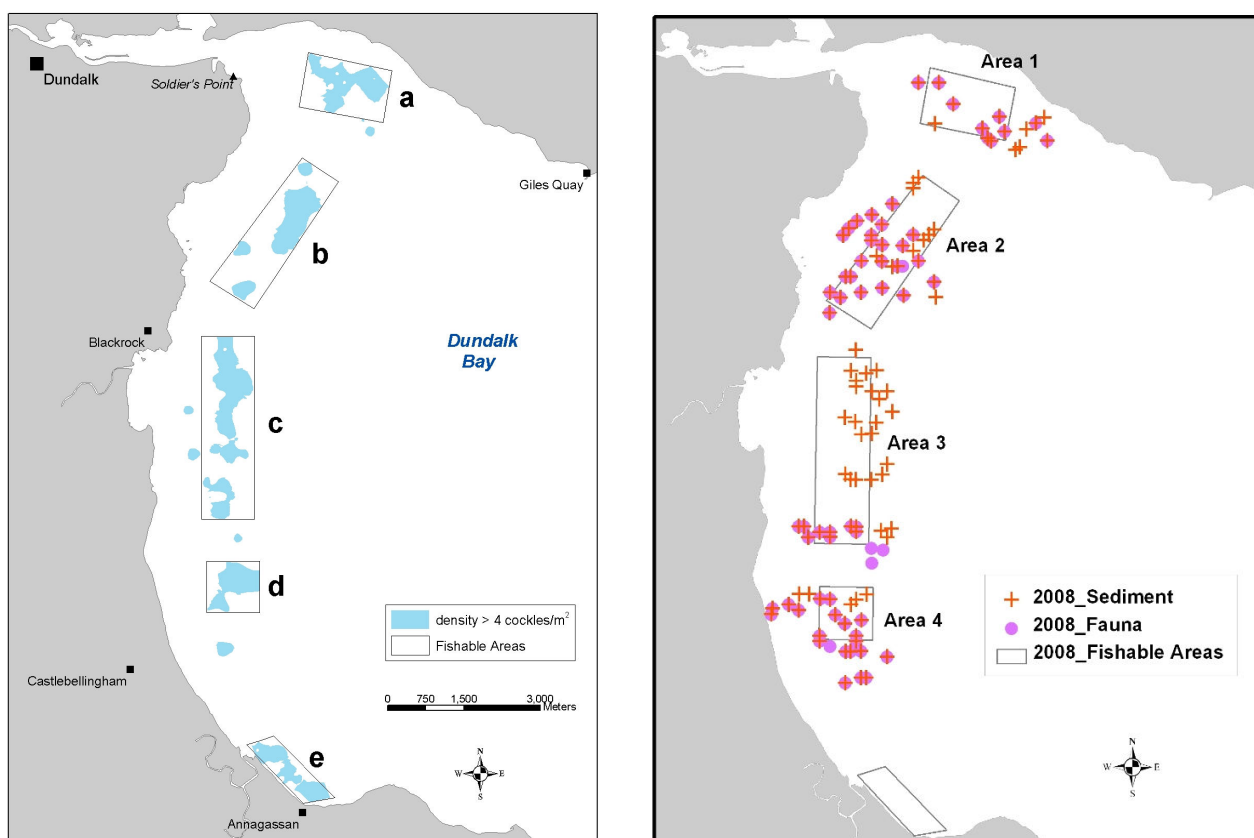 Dundalk
Soldier's Point
a
Giles Quay
b
Blackrock
Dundalk
Bay
c
d
density > 4 cockles/m²
Fishable Areas
Castlebellingham
0 750 1,500 3,000
Meters
e
N
W E
S
Annagassan
Area 1
Area 2
Area 3
2008_Sediment
2008_Fauna
Area 4
2008_Fishable Areas
N
W E
S